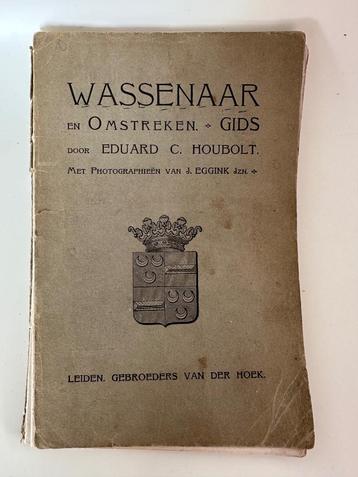 WASSENAAR
EN OMSTREKEN. GIDS
DOOR EDUARD C. HOUBOLT.
MET PHOTOGRAPHIEËN VAN J. EGGINK JZN.
LEIDEN. GEBROEDERS VAN DER HOEK.